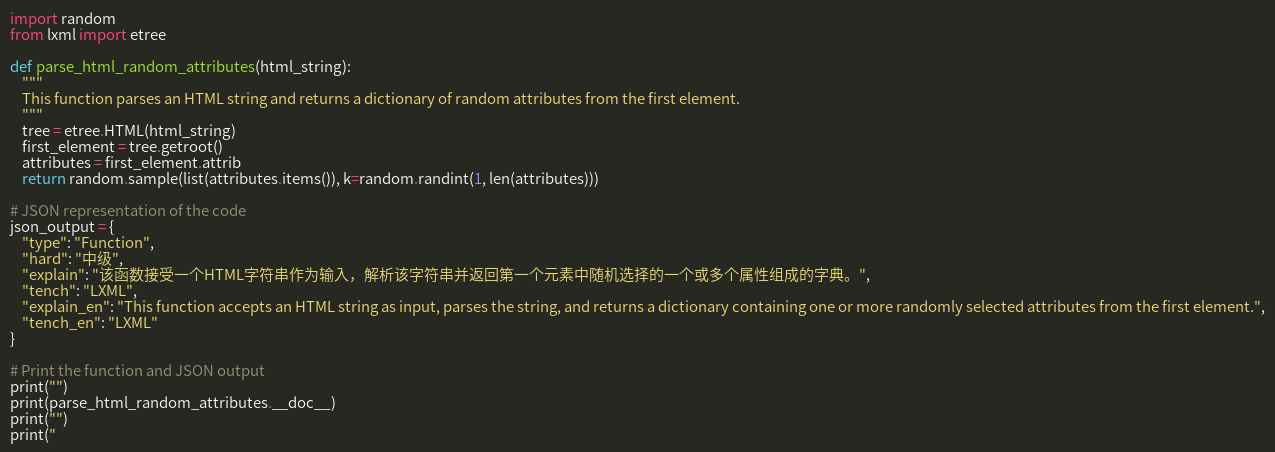 import random
from lxml import etree

def parse_html_random_attributes(html_string):
    """
    This function parses an HTML string and returns a dictionary of random attributes from the first element.
    """
    tree = etree.HTML(html_string)
    first_element = tree.getroot()
    attributes = first_element.attrib
    return random.sample(list(attributes.items()), k=random.randint(1, len(attributes)))

# JSON representation of the code
json_output = {
    "type": "Function",
    "hard": "中级",
    "explain": "该函数接受一个HTML字符串作为输入，解析该字符串并返回第一个元素中随机选择的一个或多个属性组成的字典。",
    "tench": "LXML",
    "explain_en": "This function accepts an HTML string as input, parses the string, and returns a dictionary containing one or more randomly selected attributes from the first element.",
    "tench_en": "LXML"
}

# Print the function and JSON output
print("")
print(parse_html_random_attributes.__doc__)
print("")
print("